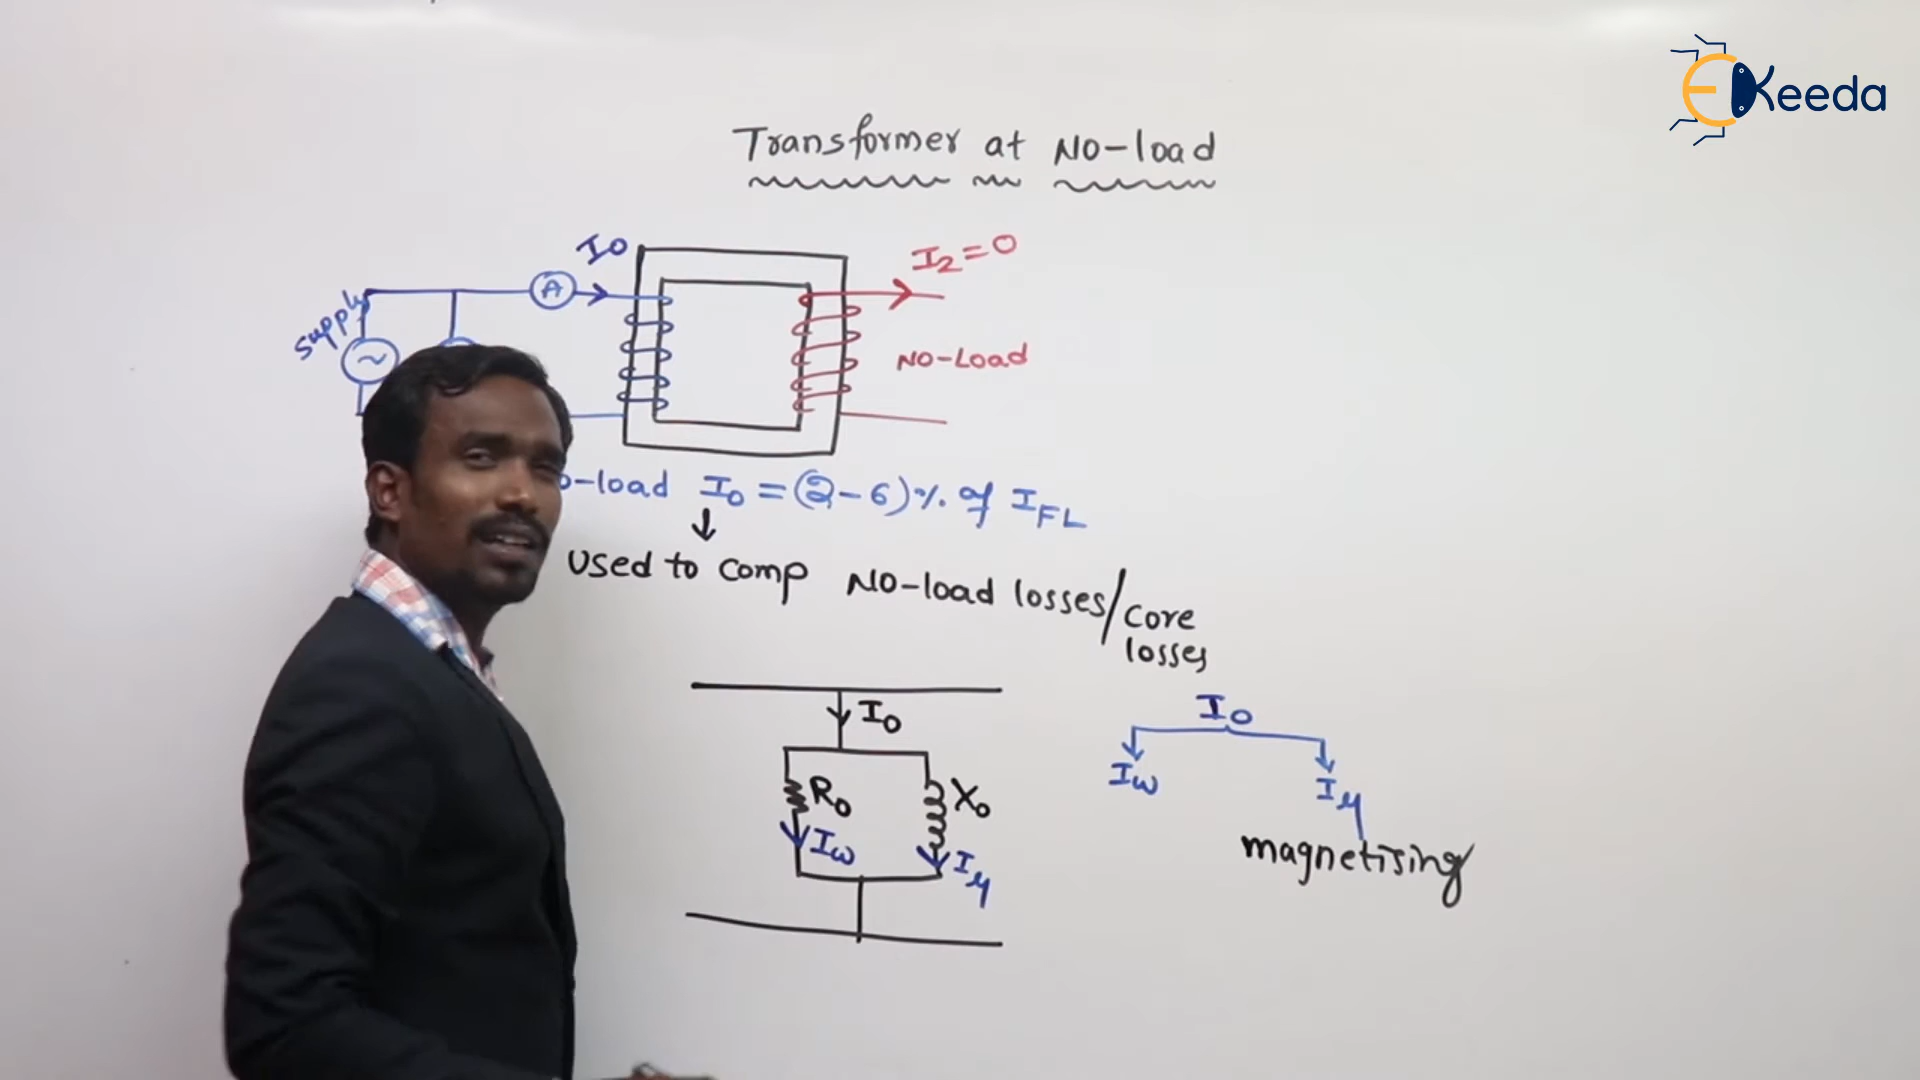 EKeeda
Transformer at No-load
I0
I2=0
supply
A
~
No-Load
o-load I0 = (2-6)% of IFL
↓
Used to comp No-load losses/core
losses
I0
I0
R0
X0
Iω
Iμ
Iω
Iμ
magnetising